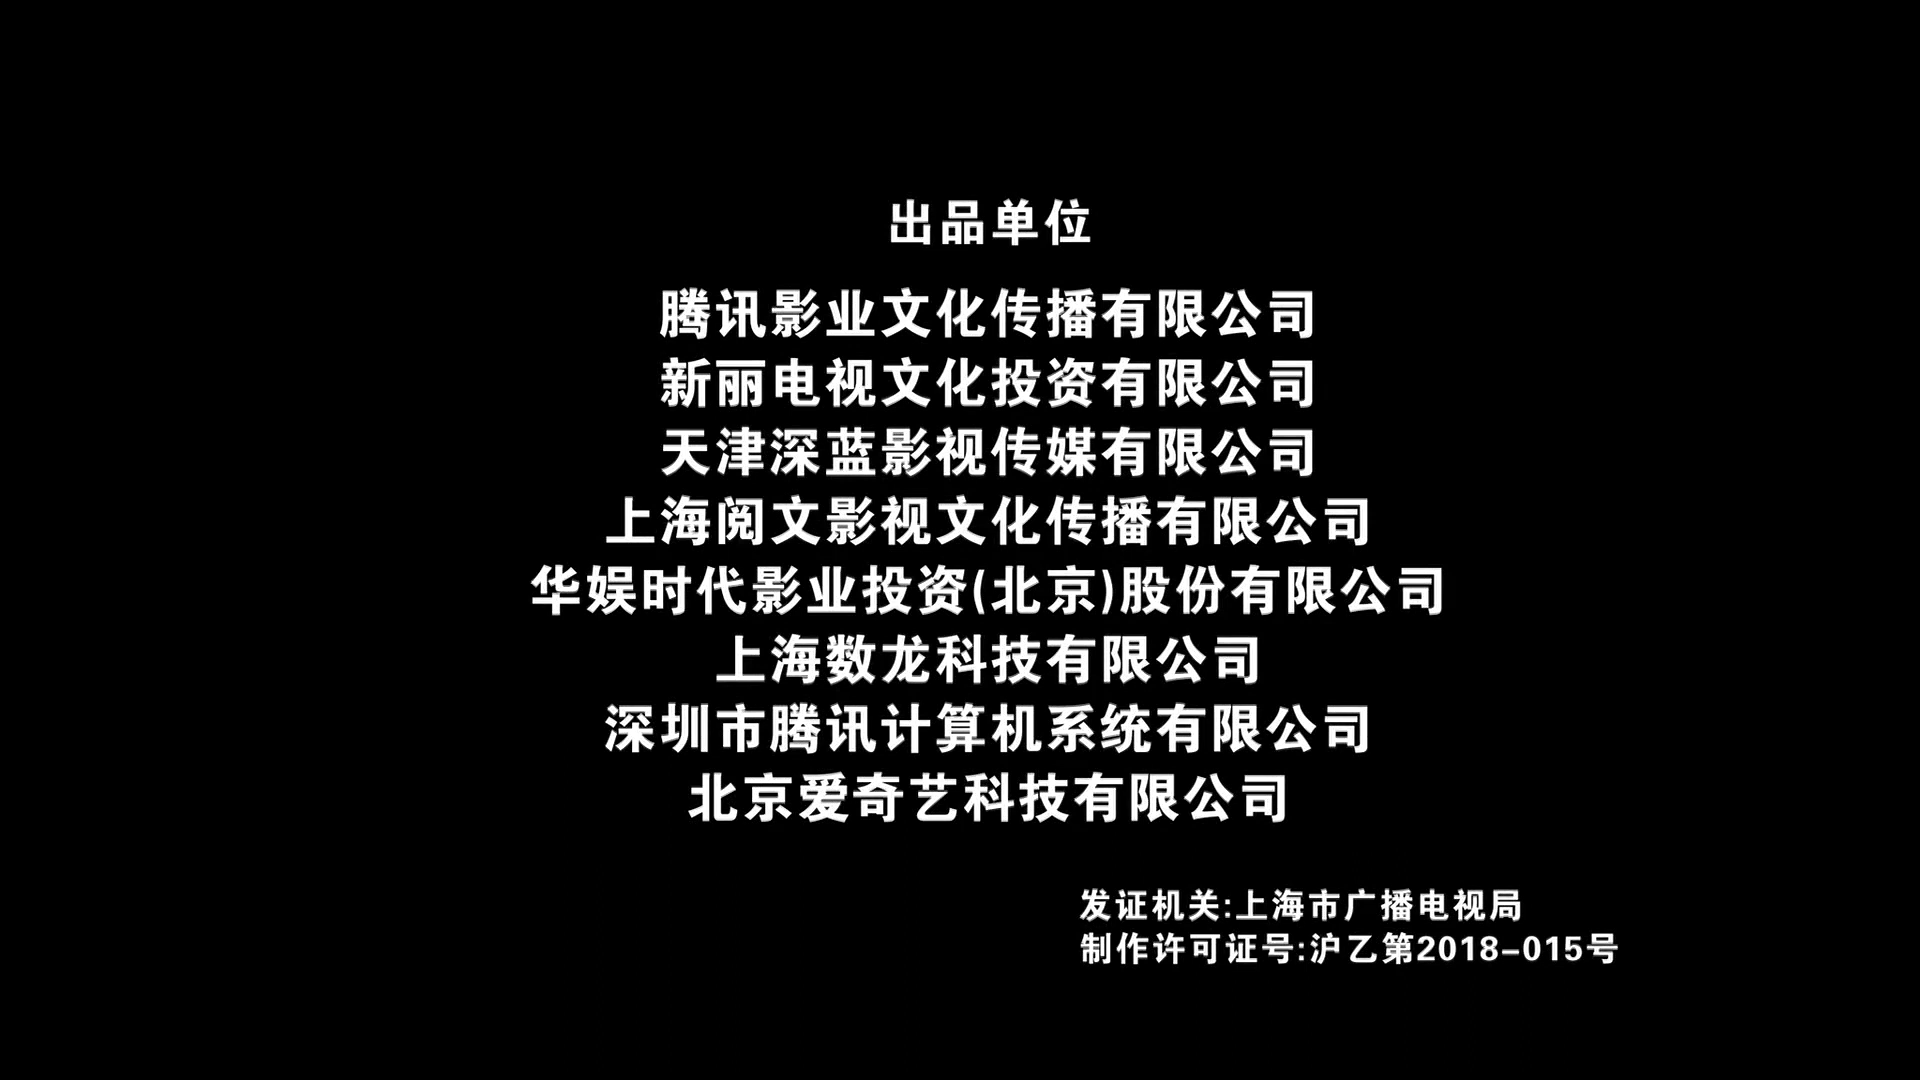 出品单位
腾讯影业文化传播有限公司
新丽电视文化投资有限公司
天津深蓝影视传媒有限公司
上海阅文影视文化传播有限公司
华娱时代影业投资(北京)股份有限公司
上海数龙科技有限公司
深圳市腾讯计算机系统有限公司
北京爱奇艺科技有限公司
发证机关:上海市广播电视局
制作许可证号:沪乙第2018-015号